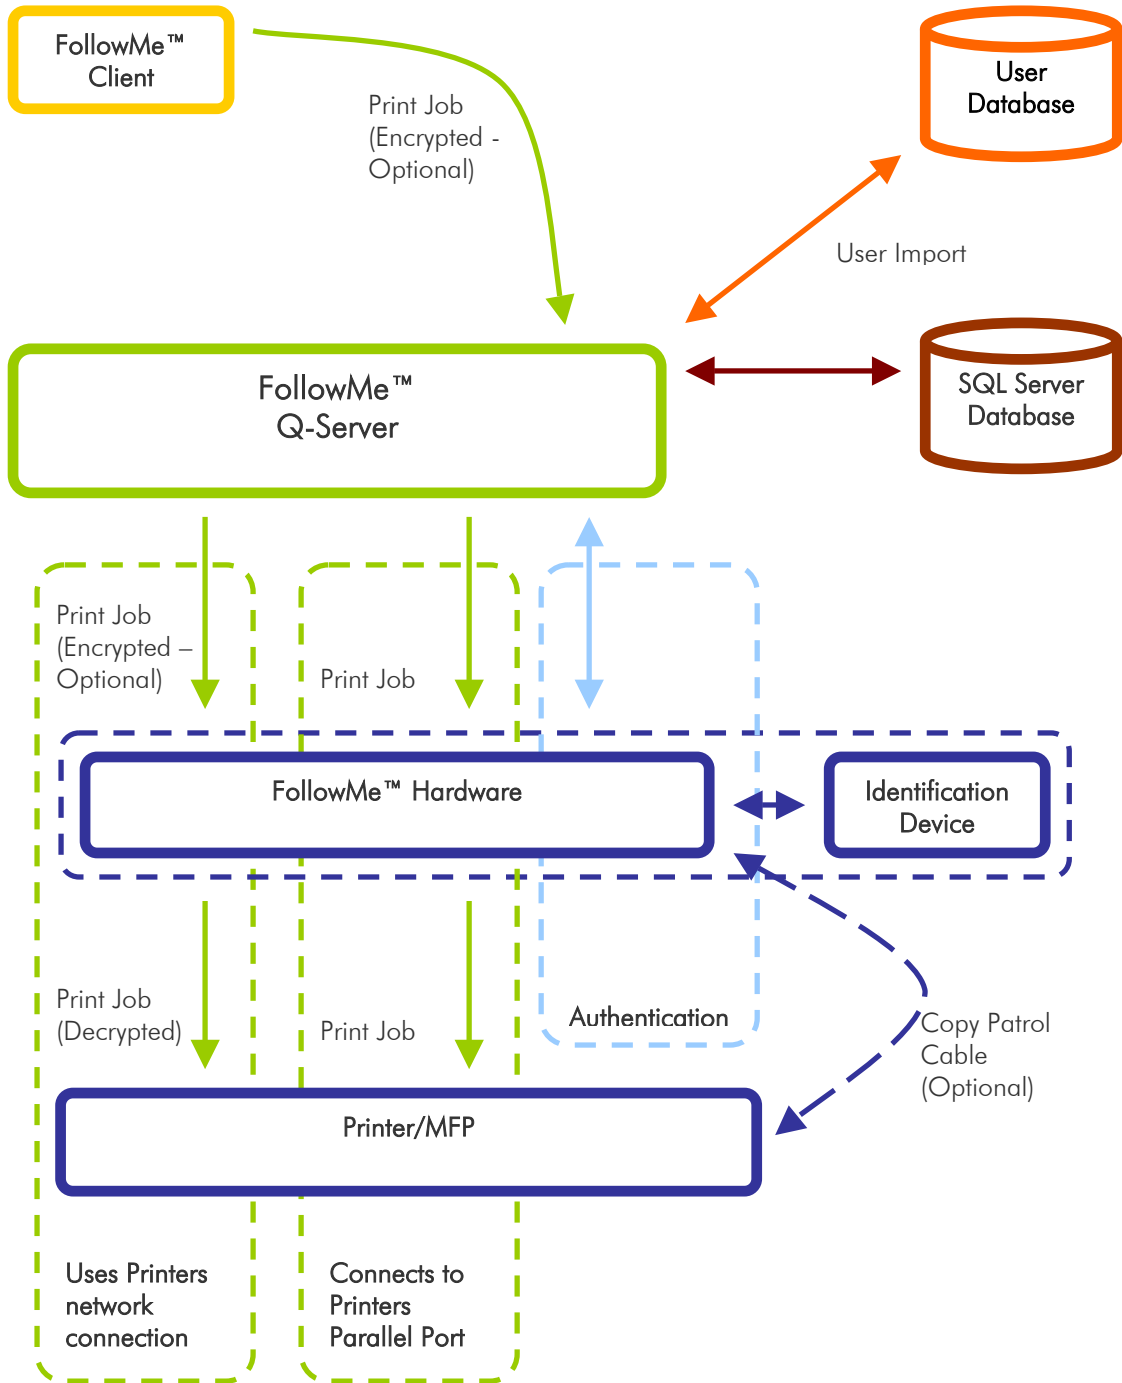 FollowMe™
Client
Print Job
(Encrypted -
Optional)
User
Database
User Import
FollowMe™
Q-Server
SQL Server
Database
Print Job
(Encrypted –
Optional)
Print Job
FollowMe™ Hardware
Identification
Device
Print Job
(Decrypted)
Print Job
Authentication
Copy Patrol
Cable
(Optional)
Printer/MFP
Uses Printers
network
connection
Connects to
Printers
Parallel Port